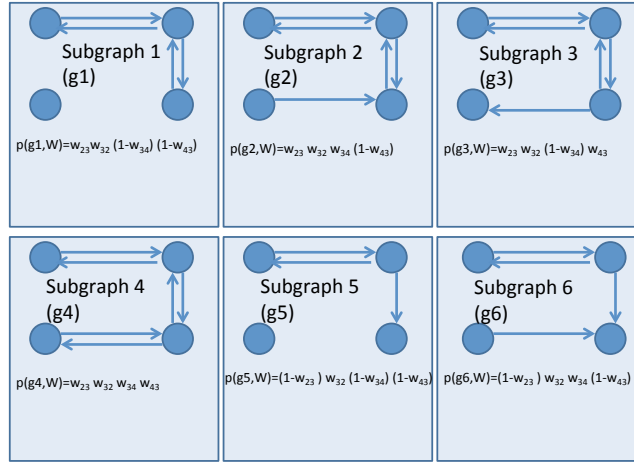 Subgraph 1
(g1)
p(g1,W)=w23w32 (1-w34) (1-w43)
Subgraph 2
(g2)
p(g2,W)=w23 w32 w34 (1-w43)
Subgraph 3
(g3)
p(g3,W)=w23 w32 (1-w34) w43
Subgraph 4
(g4)
p(g4,W)=w23 w32 w34 w43
Subgraph 5
(g5)
p(g5,W)=(1-w23 ) w32 (1-w34) (1-w43)
Subgraph 6
(g6)
p(g6,W)=(1-w23 ) w32 w34 (1-w43)